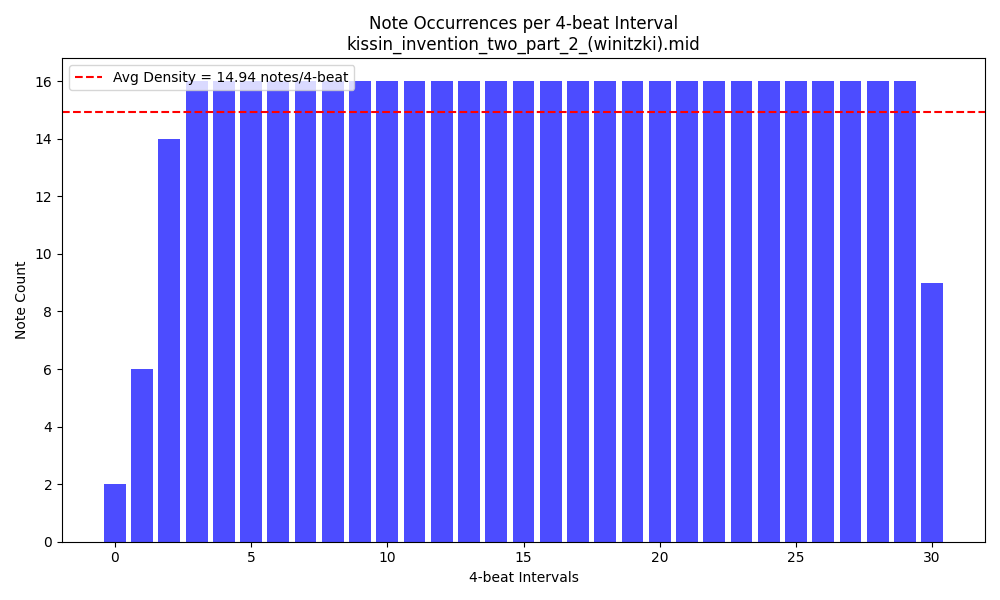 Note Occurrences per 4-beat Interval
kissin_invention_two_part_2_(winitzki).mid
Avg Density = 14.94 notes/4-beat
16
14
12
10
8
6
4
2
0
Note Count
0 5 10 15 20 25 30
4-beat Intervals